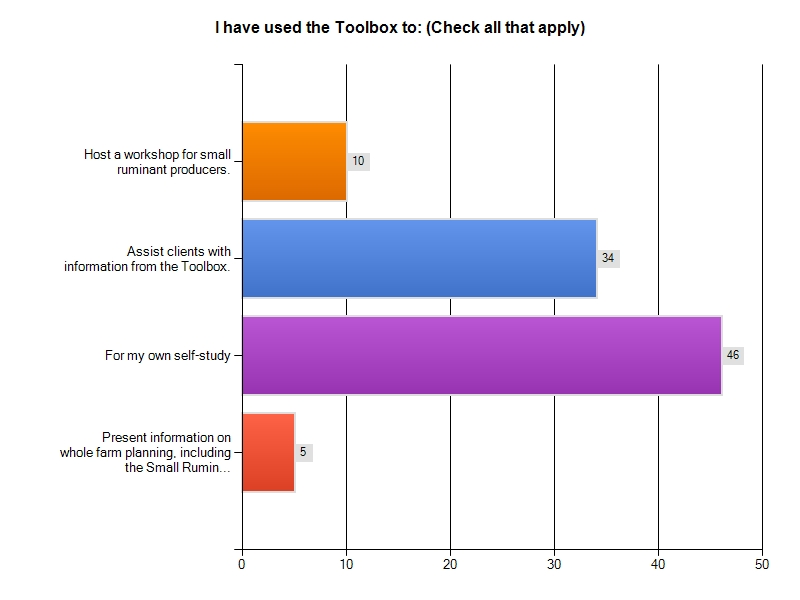 I have used the Toolbox to: (Check all that apply)
Host a workshop for small
ruminant producers.
10
Assist clients with
information from the Toolbox.
34
For my own self-study
46
Present information on
whole farm planning, including
the Small Rumin...
5
0 10 20 30 40 50